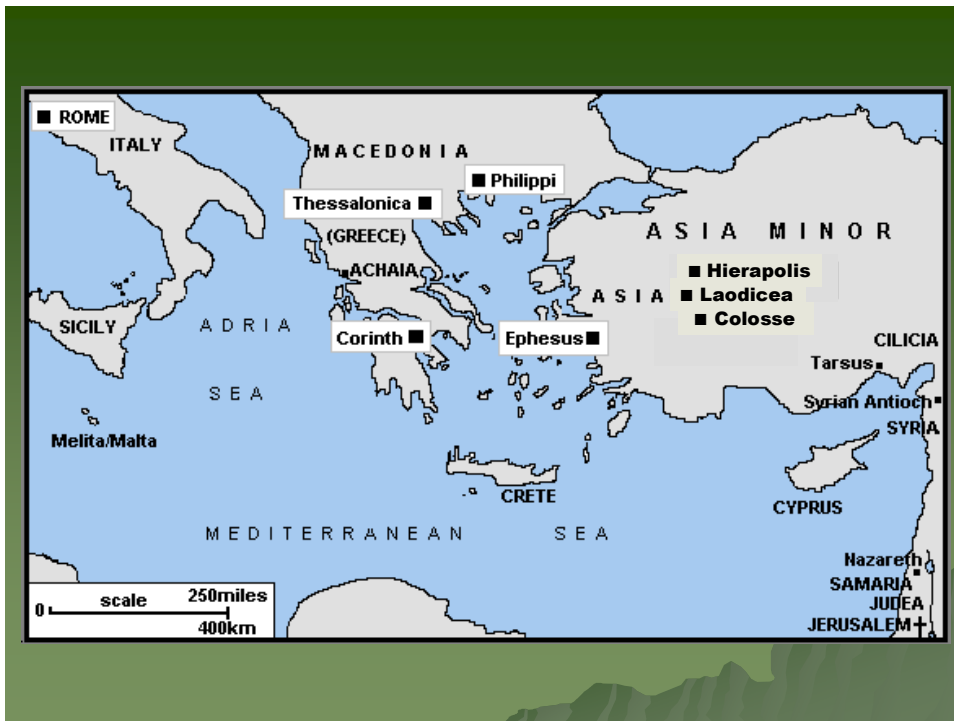 ■ ROME
ITALY
MACEDONIA
■ Philippi
Thessalonica ■
(GREECE)
ASIA MINOR
■ Hierapolis
ACHAIA
ASIA
■ Laodicea
■ Colosse
SICILY
ADRIA
SEA
Corinth ■
Ephesus ■
CILICIA
Tarsus
Syrian Antioch
SYRIA
Melita/Malta
CRETE
CYPRUS
MEDITERRANEAN SEA
Nazareth
SAMARIA
JUDEA
JERUSALEM
0 scale 250miles
400km